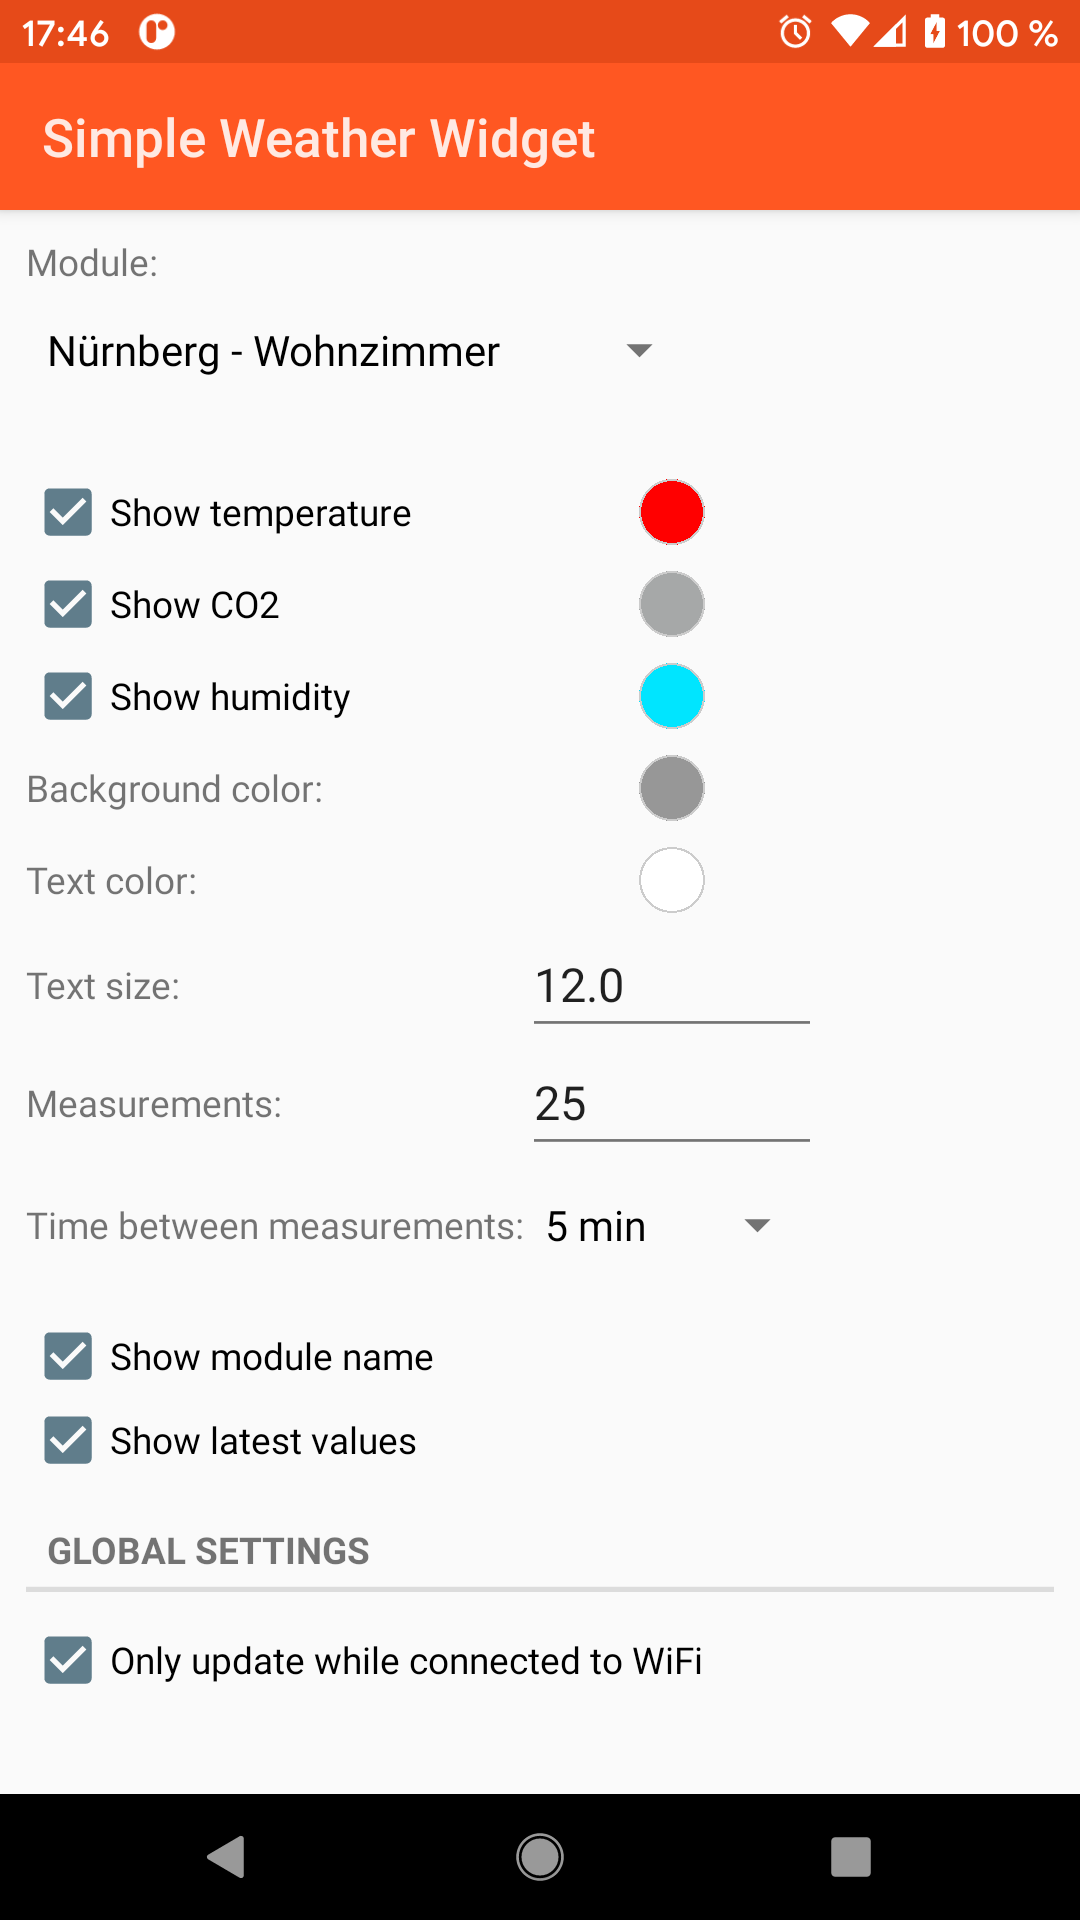 17:46 100 %
Simple Weather Widget
Module:
Nürnberg - Wohnzimmer
Show temperature
Show CO2
Show humidity
Background color:
Text color:
Text size: 12.0
Measurements: 25
Time between measurements: 5 min
Show module name
Show latest values
GLOBAL SETTINGS
Only update while connected to WiFi